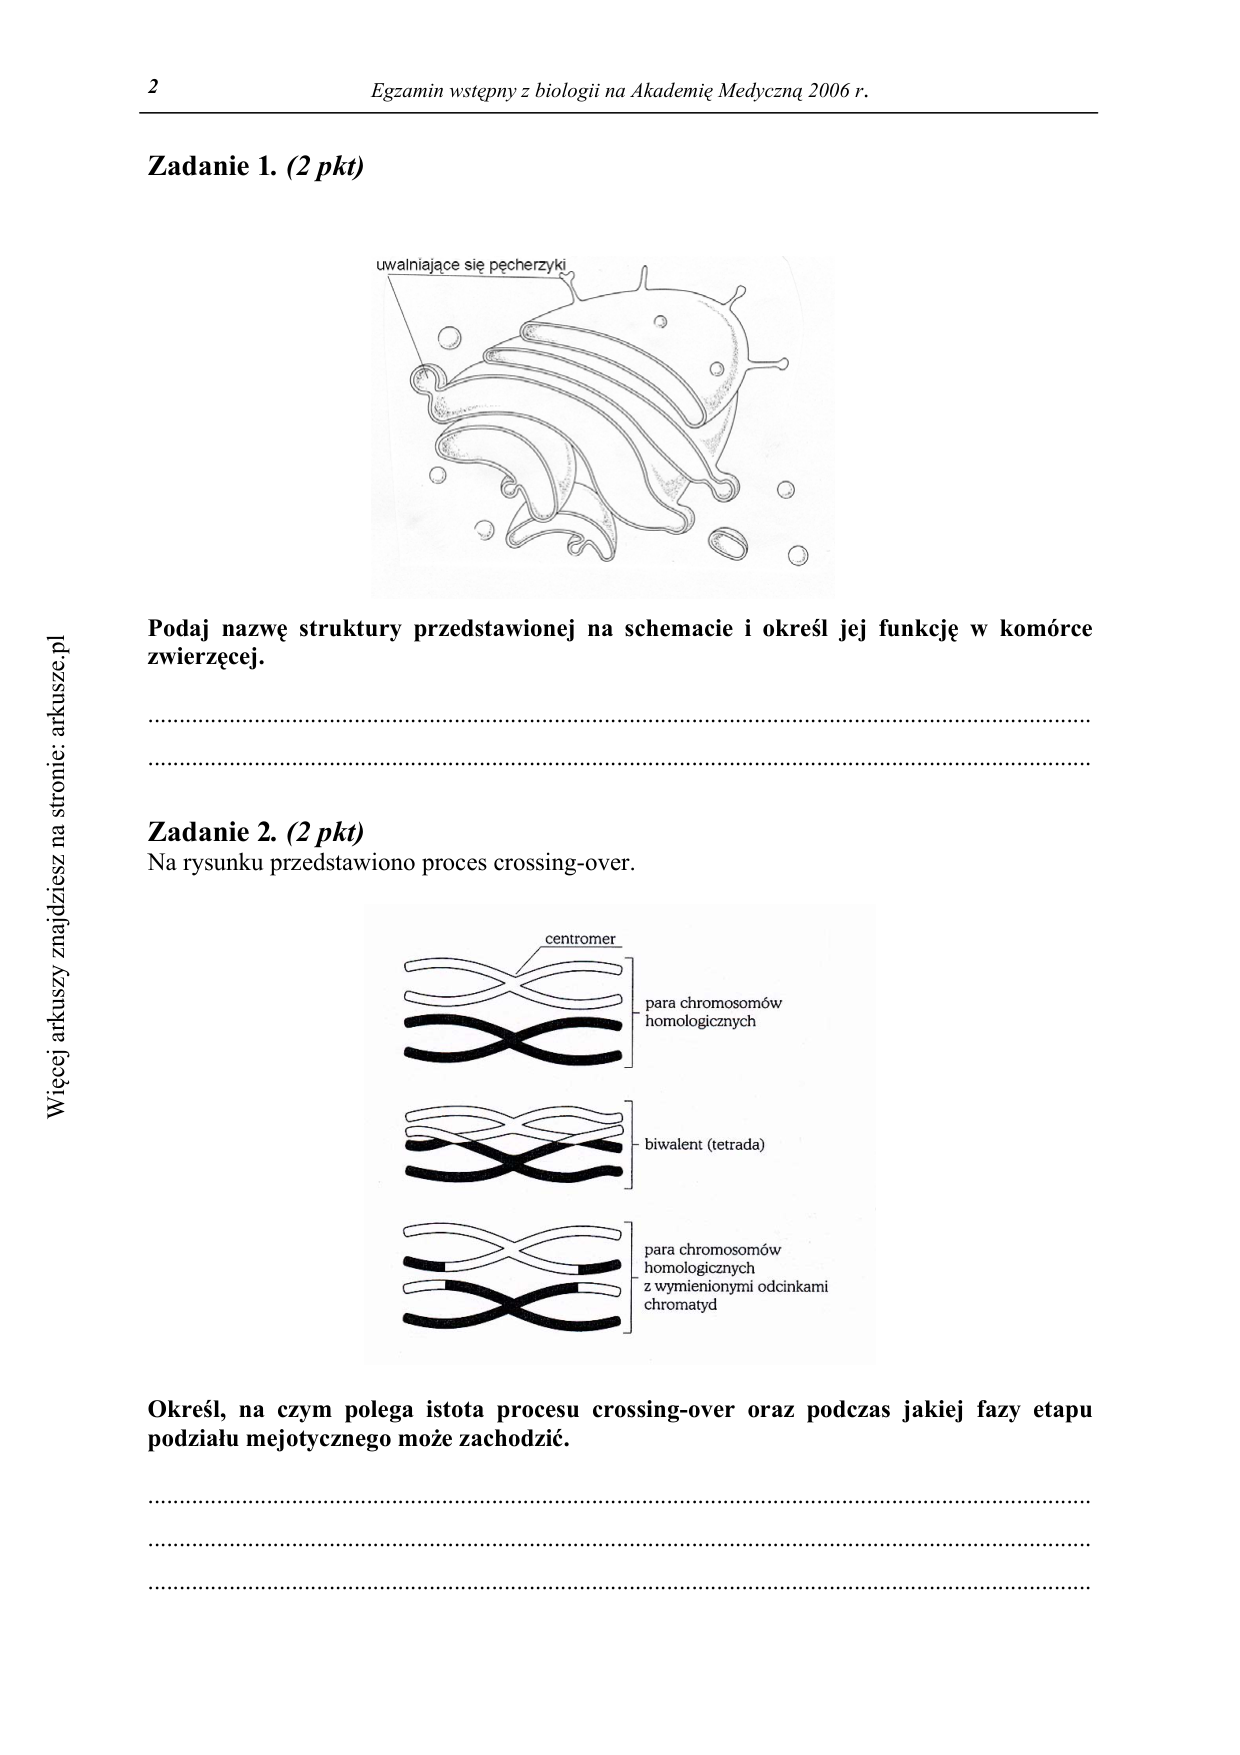 2
Egzamin wstępny z biologii na Akademię Medyczną 2006 r.
Zadanie 1. (2 pkt)
uwalniające się pęcherzyki
Podaj nazwę struktury przedstawionej na schemacie i określ jej funkcję w komórce
zwierzęcej.
................................................................................................................................................
................................................................................................................................................
Zadanie 2. (2 pkt)
Na rysunku przedstawiono proces crossing-over.
centromer
para chromosomów
homologicznych
biwalent (tetrada)
para chromosomów
homologicznych
z wymienionymi odcinkami
chromatyd
Określ, na czym polega istota procesu crossing-over oraz podczas jakiej fazy etapu
podziału mejotycznego może zachodzić.
................................................................................................................................................
................................................................................................................................................
................................................................................................................................................
Więcej arkuszy znajdziesz na stronie: arkusze.pl